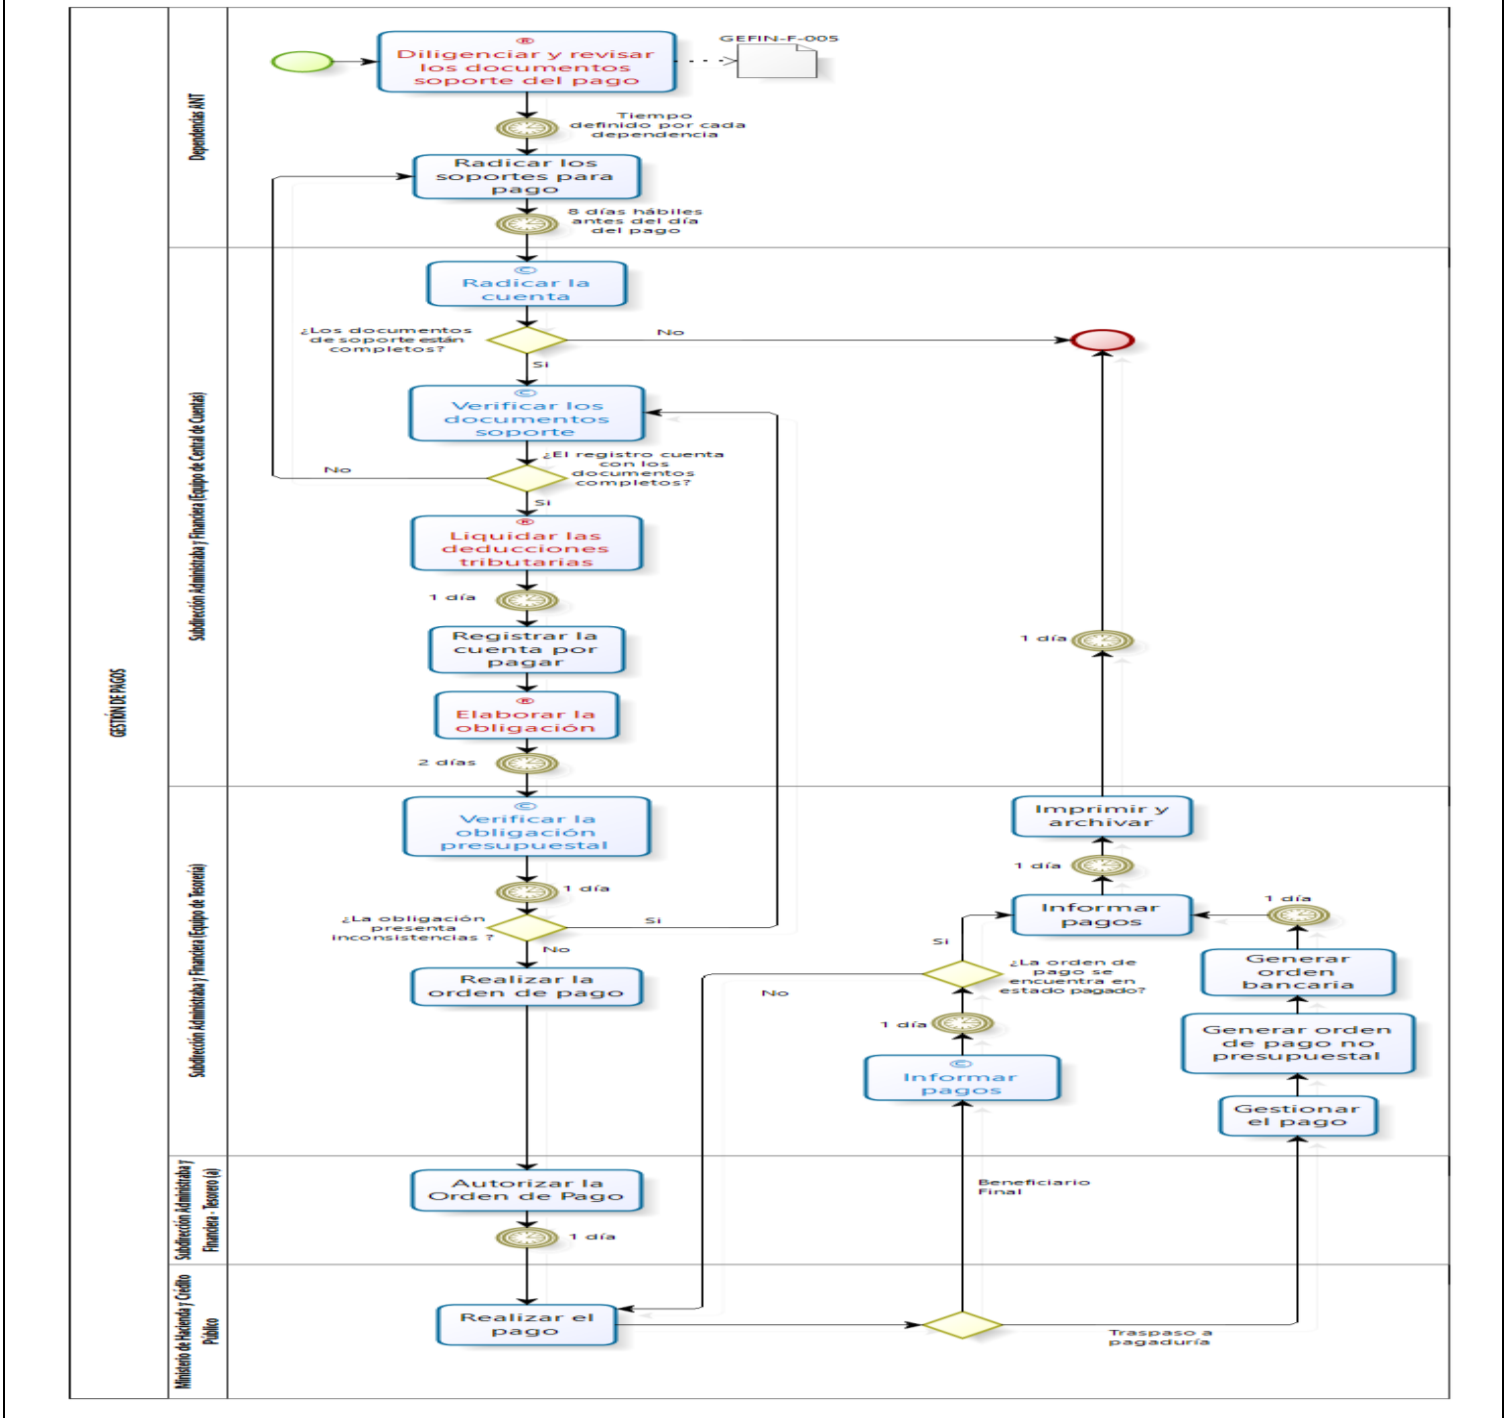 GESTIÓN DE PAGOS
Dependencias ANT
®
Diligenciar y revisar
los documentos
soporte del pago
GEFIN-F-005
Tiempo
definido por cada
dependencia
Radicar los
soportes para
pago
8 días hábiles
antes del día
del pago
Subdirección Administraba y Financiera (Equipo de Central de Cuentas)
©
Radicar la
cuenta
¿Los documentos
de soporte están
completos?
No
Si
©
Verificar los
documentos
soporte
¿El registro cuenta
con los
documentos
completos?
No
Si
®
Liquidar las
deducciones
tributarias
1 día
Registrar la
cuenta por
pagar
1 día
®
Elaborar la
obligación
2 días
Subdirección Administraba y Financiera (Equipo de Tesorería)
©
Verificar la
obligación
presupuestal
1 día
¿La obligación
presenta
inconsistencias ?
Si
No
Realizar la
orden de pago
Imprimir y
archivar
1 día
Informar
pagos
1 día
Si
¿La orden de
pago se
encuentra en
estado pagado?
No
Generar
orden
bancaria
1 día
Generar orden
de pago no
presupuestal
©
Informar
pagos
Gestionar
el pago
Subdirección Administraba y
Financiera - Tesorero (a)
Autorizar la
Orden de Pago
1 día
Beneficiario
Final
Ministerio de Hacienda y Crédito
Público
Realizar el
pago
Traspaso a
pagaduría